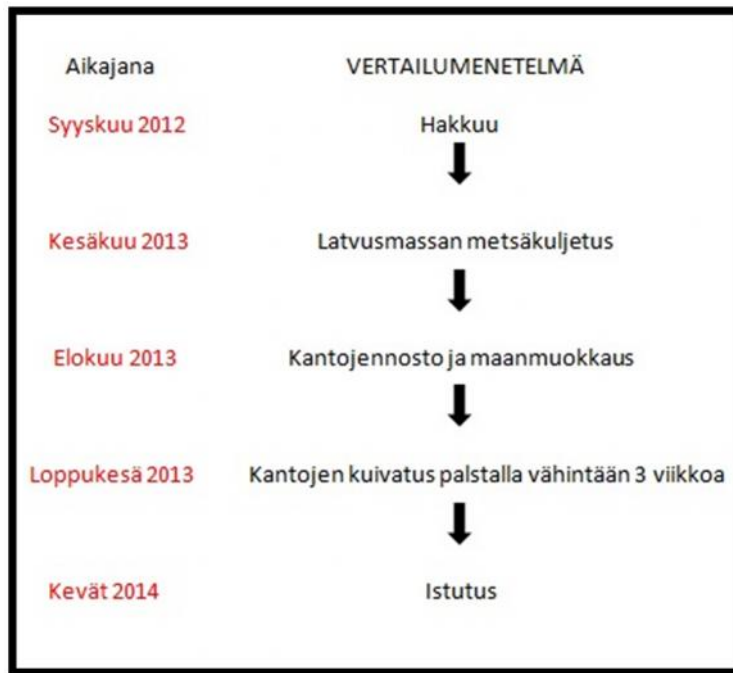 Aikajana VERTAILUMENETELMÄ
Syyskuu 2012 Hakkuu
Kesäkuu 2013 Latvusmassan metsäkuljetus
Elokuu 2013 Kantojennosto ja maanmuokkaus
Loppukesä 2013 Kantojen kuivatus palstalla vähintään 3 viikkoa
Kevät 2014 Istutus